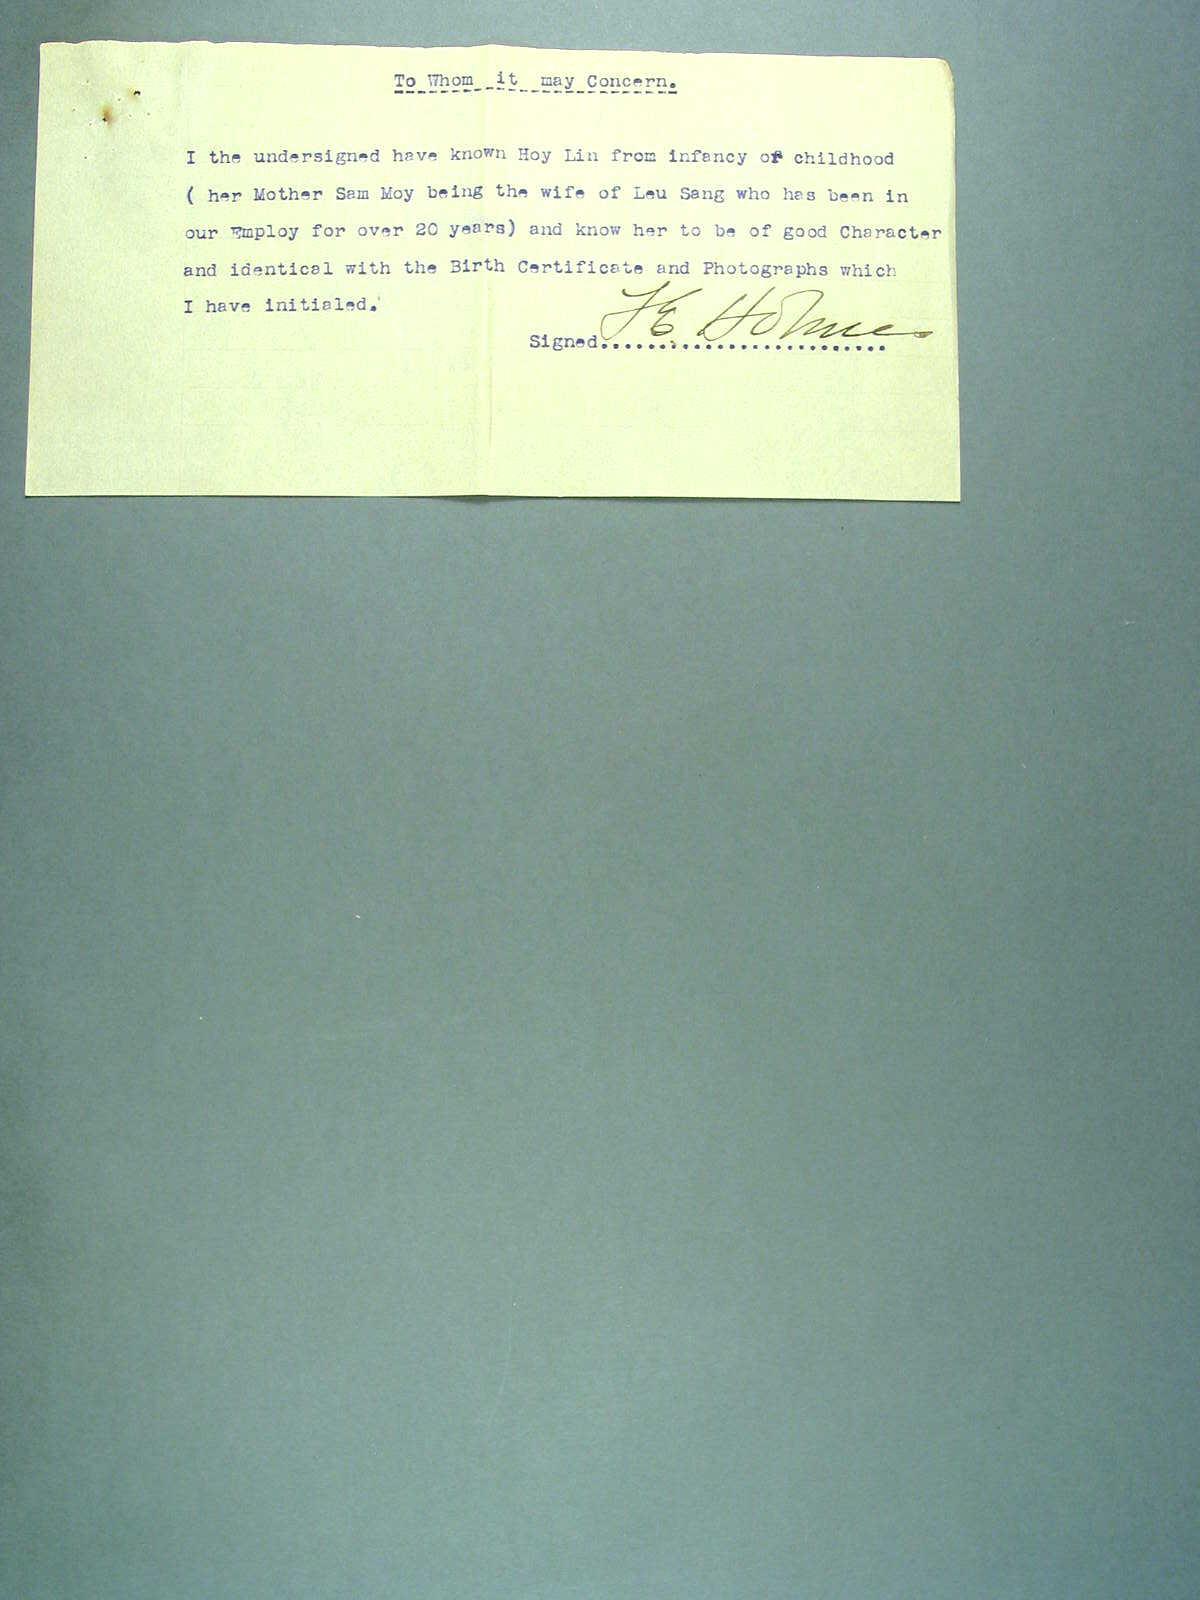 To Whom it may Concern.
I the undersigned have known Hoy Lin from infancy or childhood
( her Mother Sam Moy being the wife of Leu Sang who has been in
our Employ for over 20 years) and know her to be of good Character
and identical with the Birth Certificate and Photographs which
I have initialed.
Signed.......................... Holmes